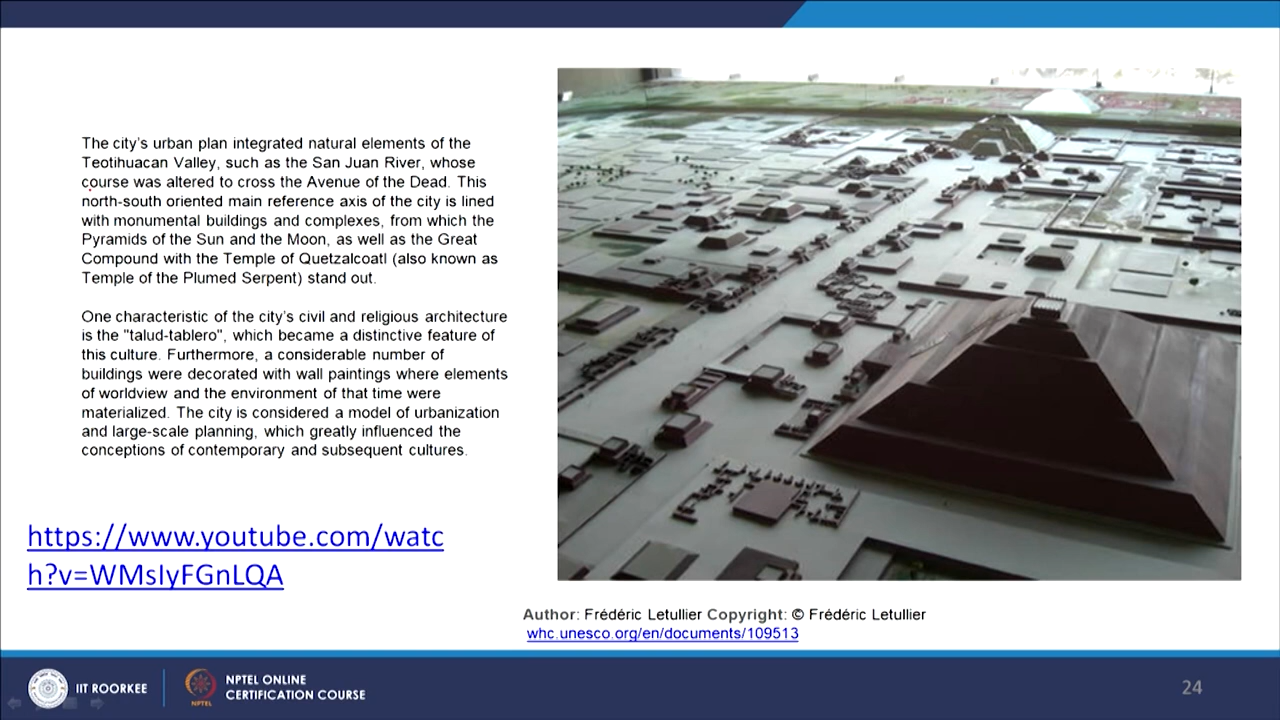 The city's urban plan integrated natural elements of the
Teotihuacan Valley, such as the San Juan River, whose
course was altered to cross the Avenue of the Dead. This
north-south oriented main reference axis of the city is lined
with monumental buildings and complexes, from which the
Pyramids of the Sun and the Moon, as well as the Great
Compound with the Temple of Quetzalcoatl (also known as
Temple of the Plumed Serpent) stand out.
One characteristic of the city's civil and religious architecture
is the "talud-tablero", which became a distinctive feature of
this culture. Furthermore, a considerable number of
buildings were decorated with wall paintings where elements
of worldview and the environment of that time were
materialized. The city is considered a model of urbanization
and large-scale planning, which greatly influenced the
conceptions of contemporary and subsequent cultures.
https://www.youtube.com/watc
h?v=WMsIyFGnLQA
Author: Frédéric Letullier Copyright: © Frédéric Letullier
whc.unesco.org/en/documents/109513
IIT ROORKEE
NPTEL ONLINE
CERTIFICATION COURSE
NPTEL
24